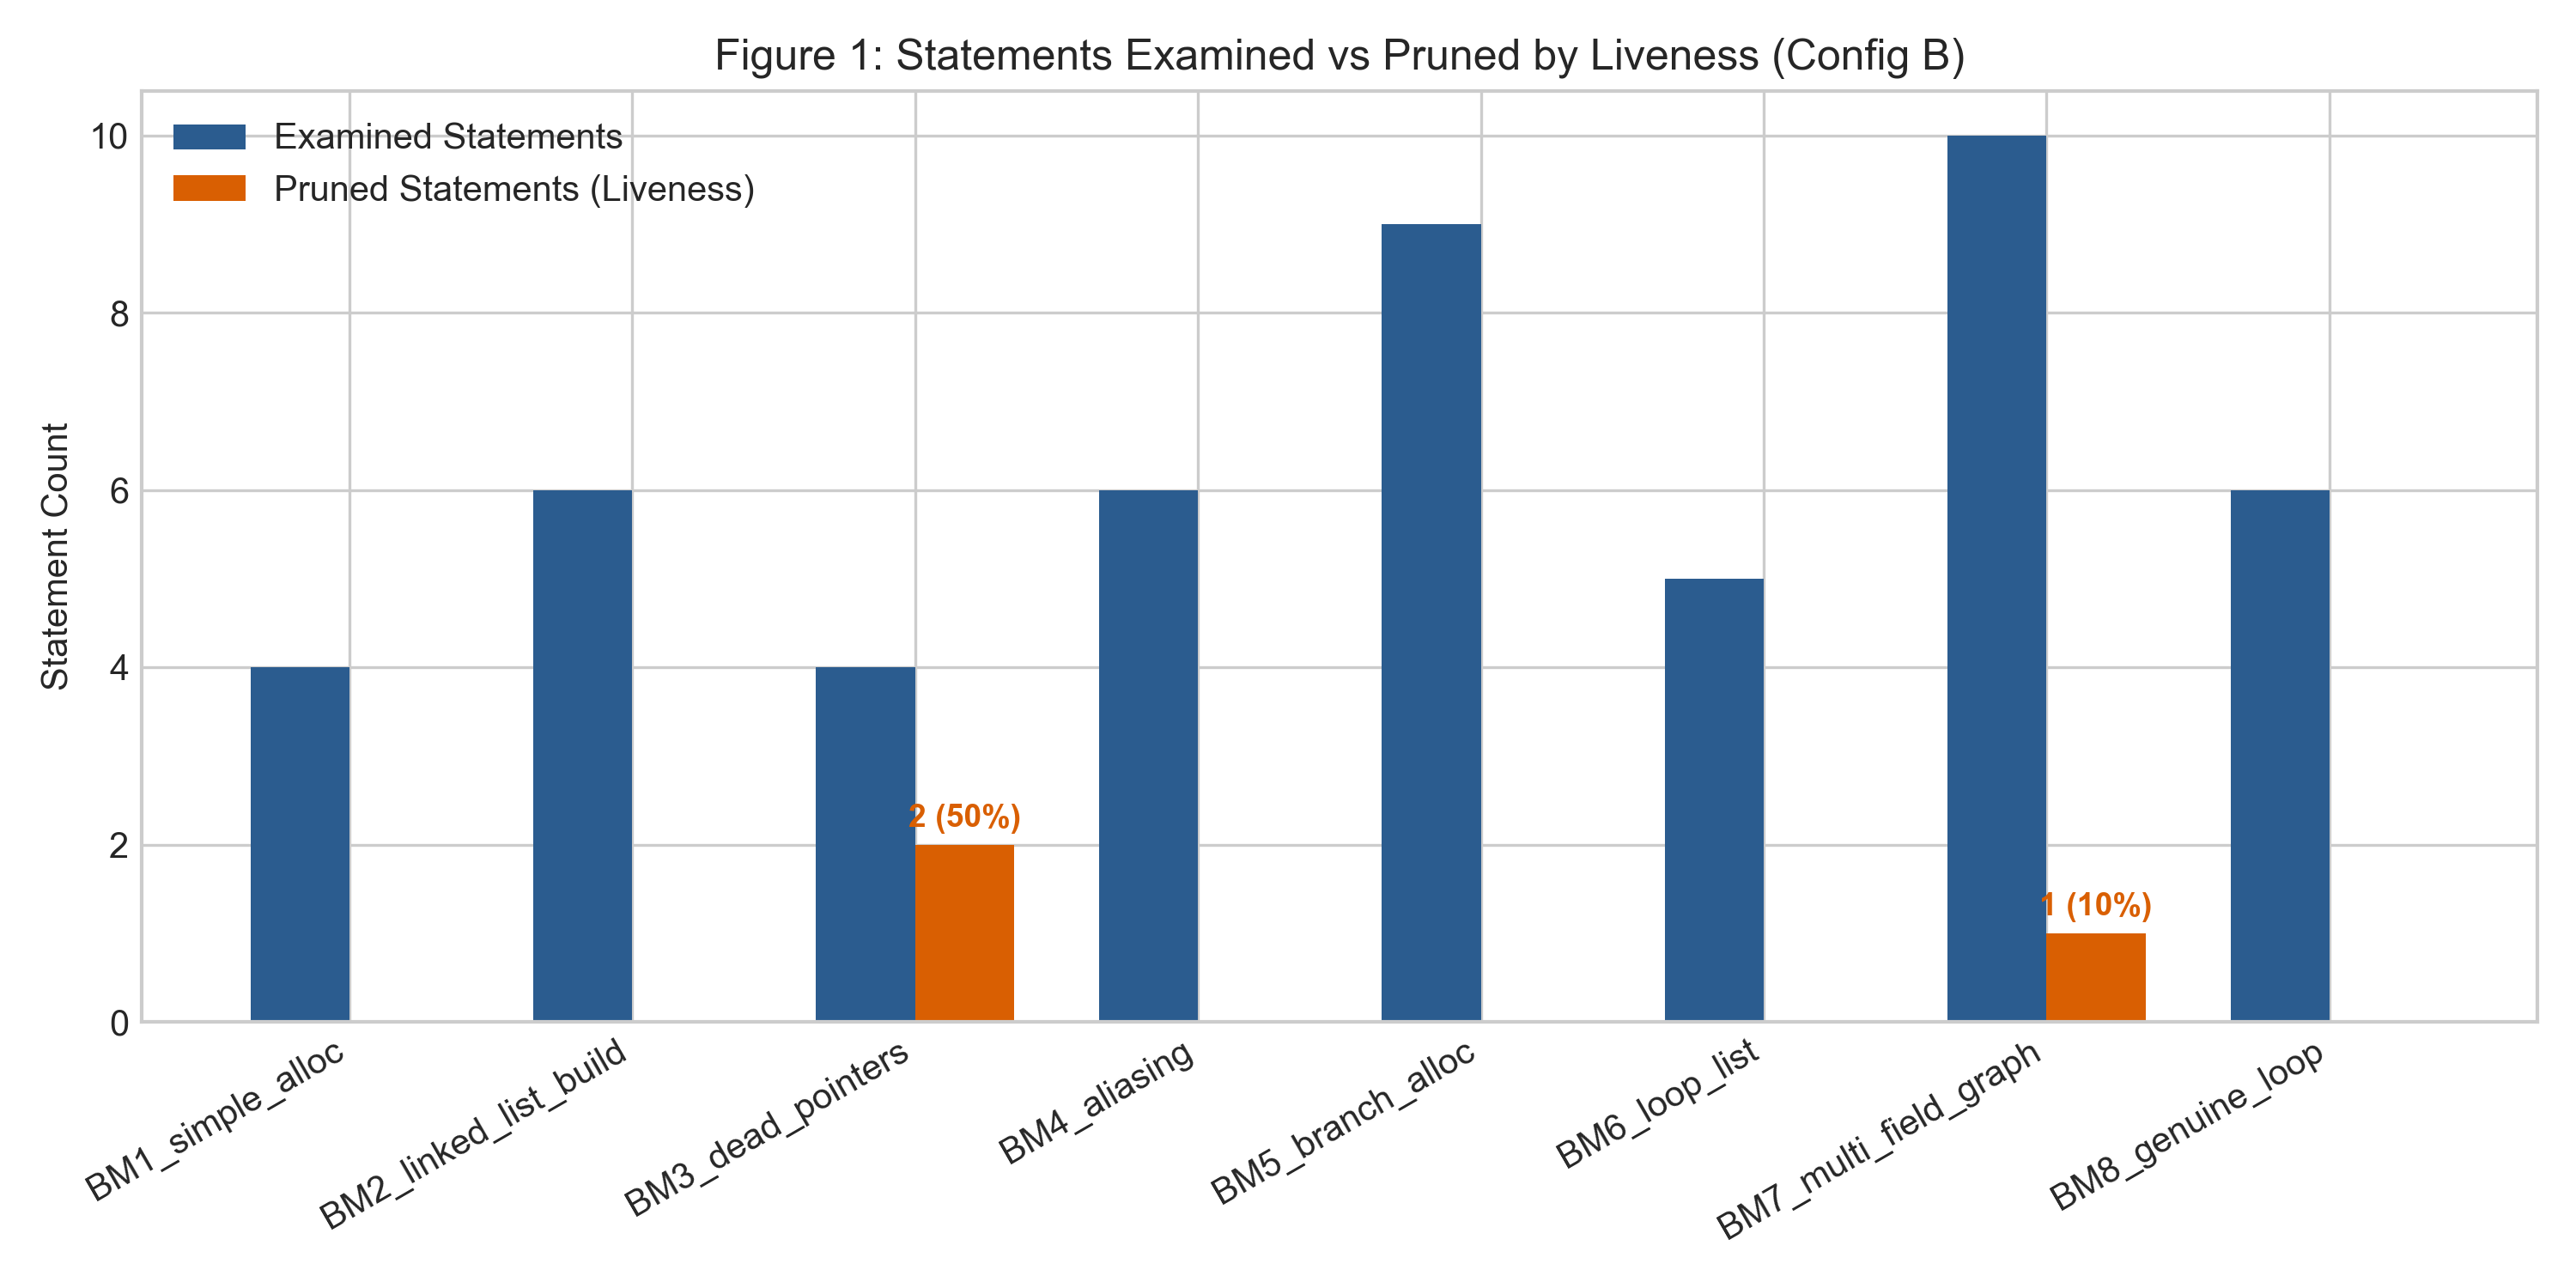 Figure 1: Statements Examined vs Pruned by Liveness (Config B)
Examined Statements
Pruned Statements (Liveness)
Statement Count
10
8
6
4
2
0
2 (50%)
1 (10%)
BM1_simple_alloc
BM2_linked_list_build
BM3_dead_pointers
BM4_aliasing
BM5_branch_alloc
BM6_loop_list
BM7_multi_field_graph
BM8_genuine_loop